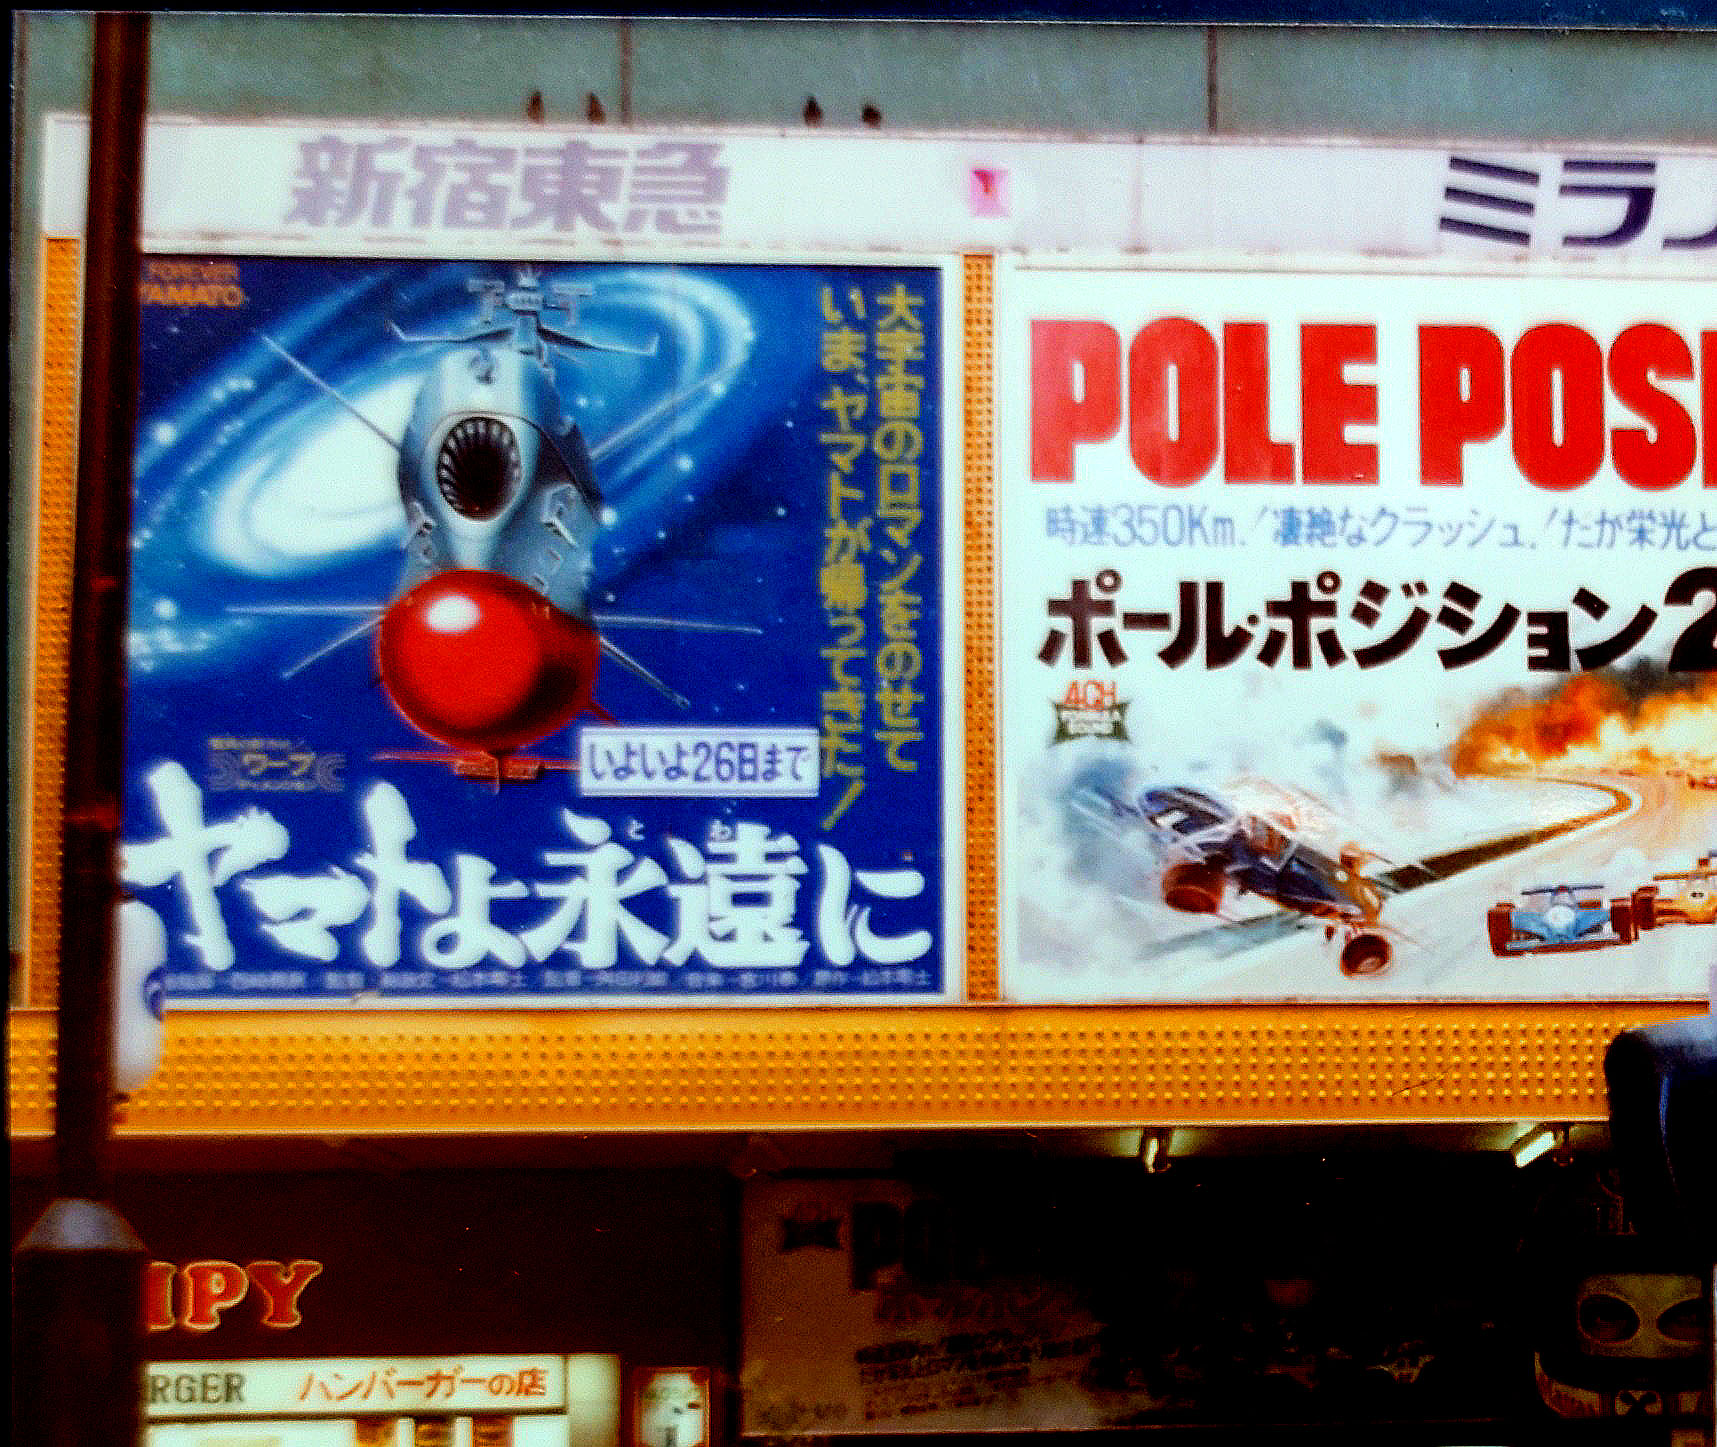 新宿東急
ミラ
FOREVER
YAMATO
大宇宙のロマンをのせて
いま、ヤマトが帰ってきた!
ワープ
いよいよ26日まで
とわ
ヤマトよ永遠に
POLE POSI
時速350Km.!凄絶なクラッシュ.!だが栄光と
ポール・ポジション2
4CH
IPY
RGER ハンバーガーの店